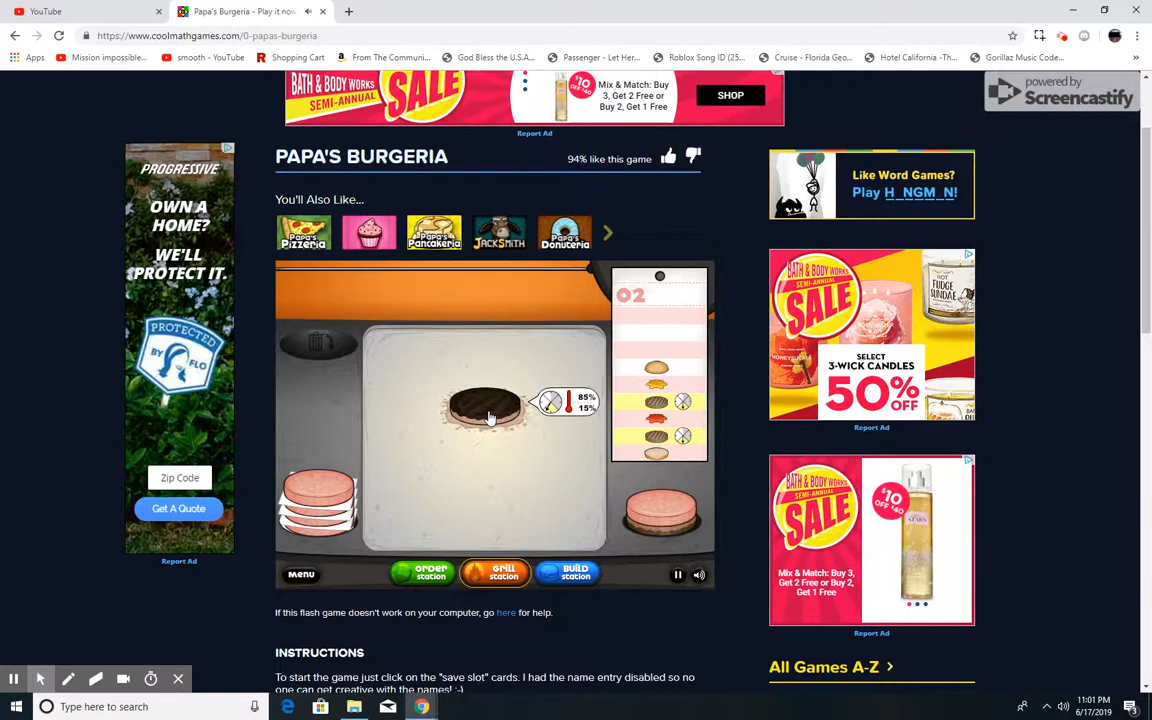 YouTube
Papa's Burgeria - Play it now
https://www.coolmathgames.com/0-papas-burgeria
Apps
Mission impossible...
smooth - YouTube
Shopping Cart
From The Communi...
God Bless the U.S.A...
Passenger - Let Her...
Roblox Song ID (25...
Cruise - Florida Geo...
Hotel California -Th...
Gorillaz Music Code...
powered by
Screencastify
BATH & BODY WORKS
SEMI-ANNUAL
SALE
$10
Mix & Match: Buy
3, Get 2 Free or
Buy 2, Get 1 Free
SHOP
Report Ad
PAPA'S BURGERIA
94% like this game
You'll Also Like...
Papa's
Pizzeria
Papa's
Pancakeria
JACKSMITH
Papa's
Donuteria
PROGRESSIVE
OWN A
HOME?
WE'LL
PROTECT IT.
PROTECTED
BY
FLO
Zip Code
Get A Quote
Report Ad
02
85%
15%
MENU
ORDER
station
GRILL
station
BUILD
station
If this flash game doesn't work on your computer, go here for help.
INSTRUCTIONS
To start the game just click on the "save slot" cards. I had the name entry disabled so no
one can get creative with the names! :-)
Like Word Games?
Play H_NGM_N!
BATH & BODY WORKS
SEMI-ANNUAL
SALE
HOT
FUDGE
SUNDAE
SELECT
3-WICK CANDLES
50%
OFF
Report Ad
BATH & BODY WORKS
SEMI-ANNUAL
SALE
$10
Mix & Match: Buy
3, Get 2 Free or
Buy 2, Get 1 Free
Report Ad
All Games A-Z
Type here to search
11:01 PM
6/17/2019